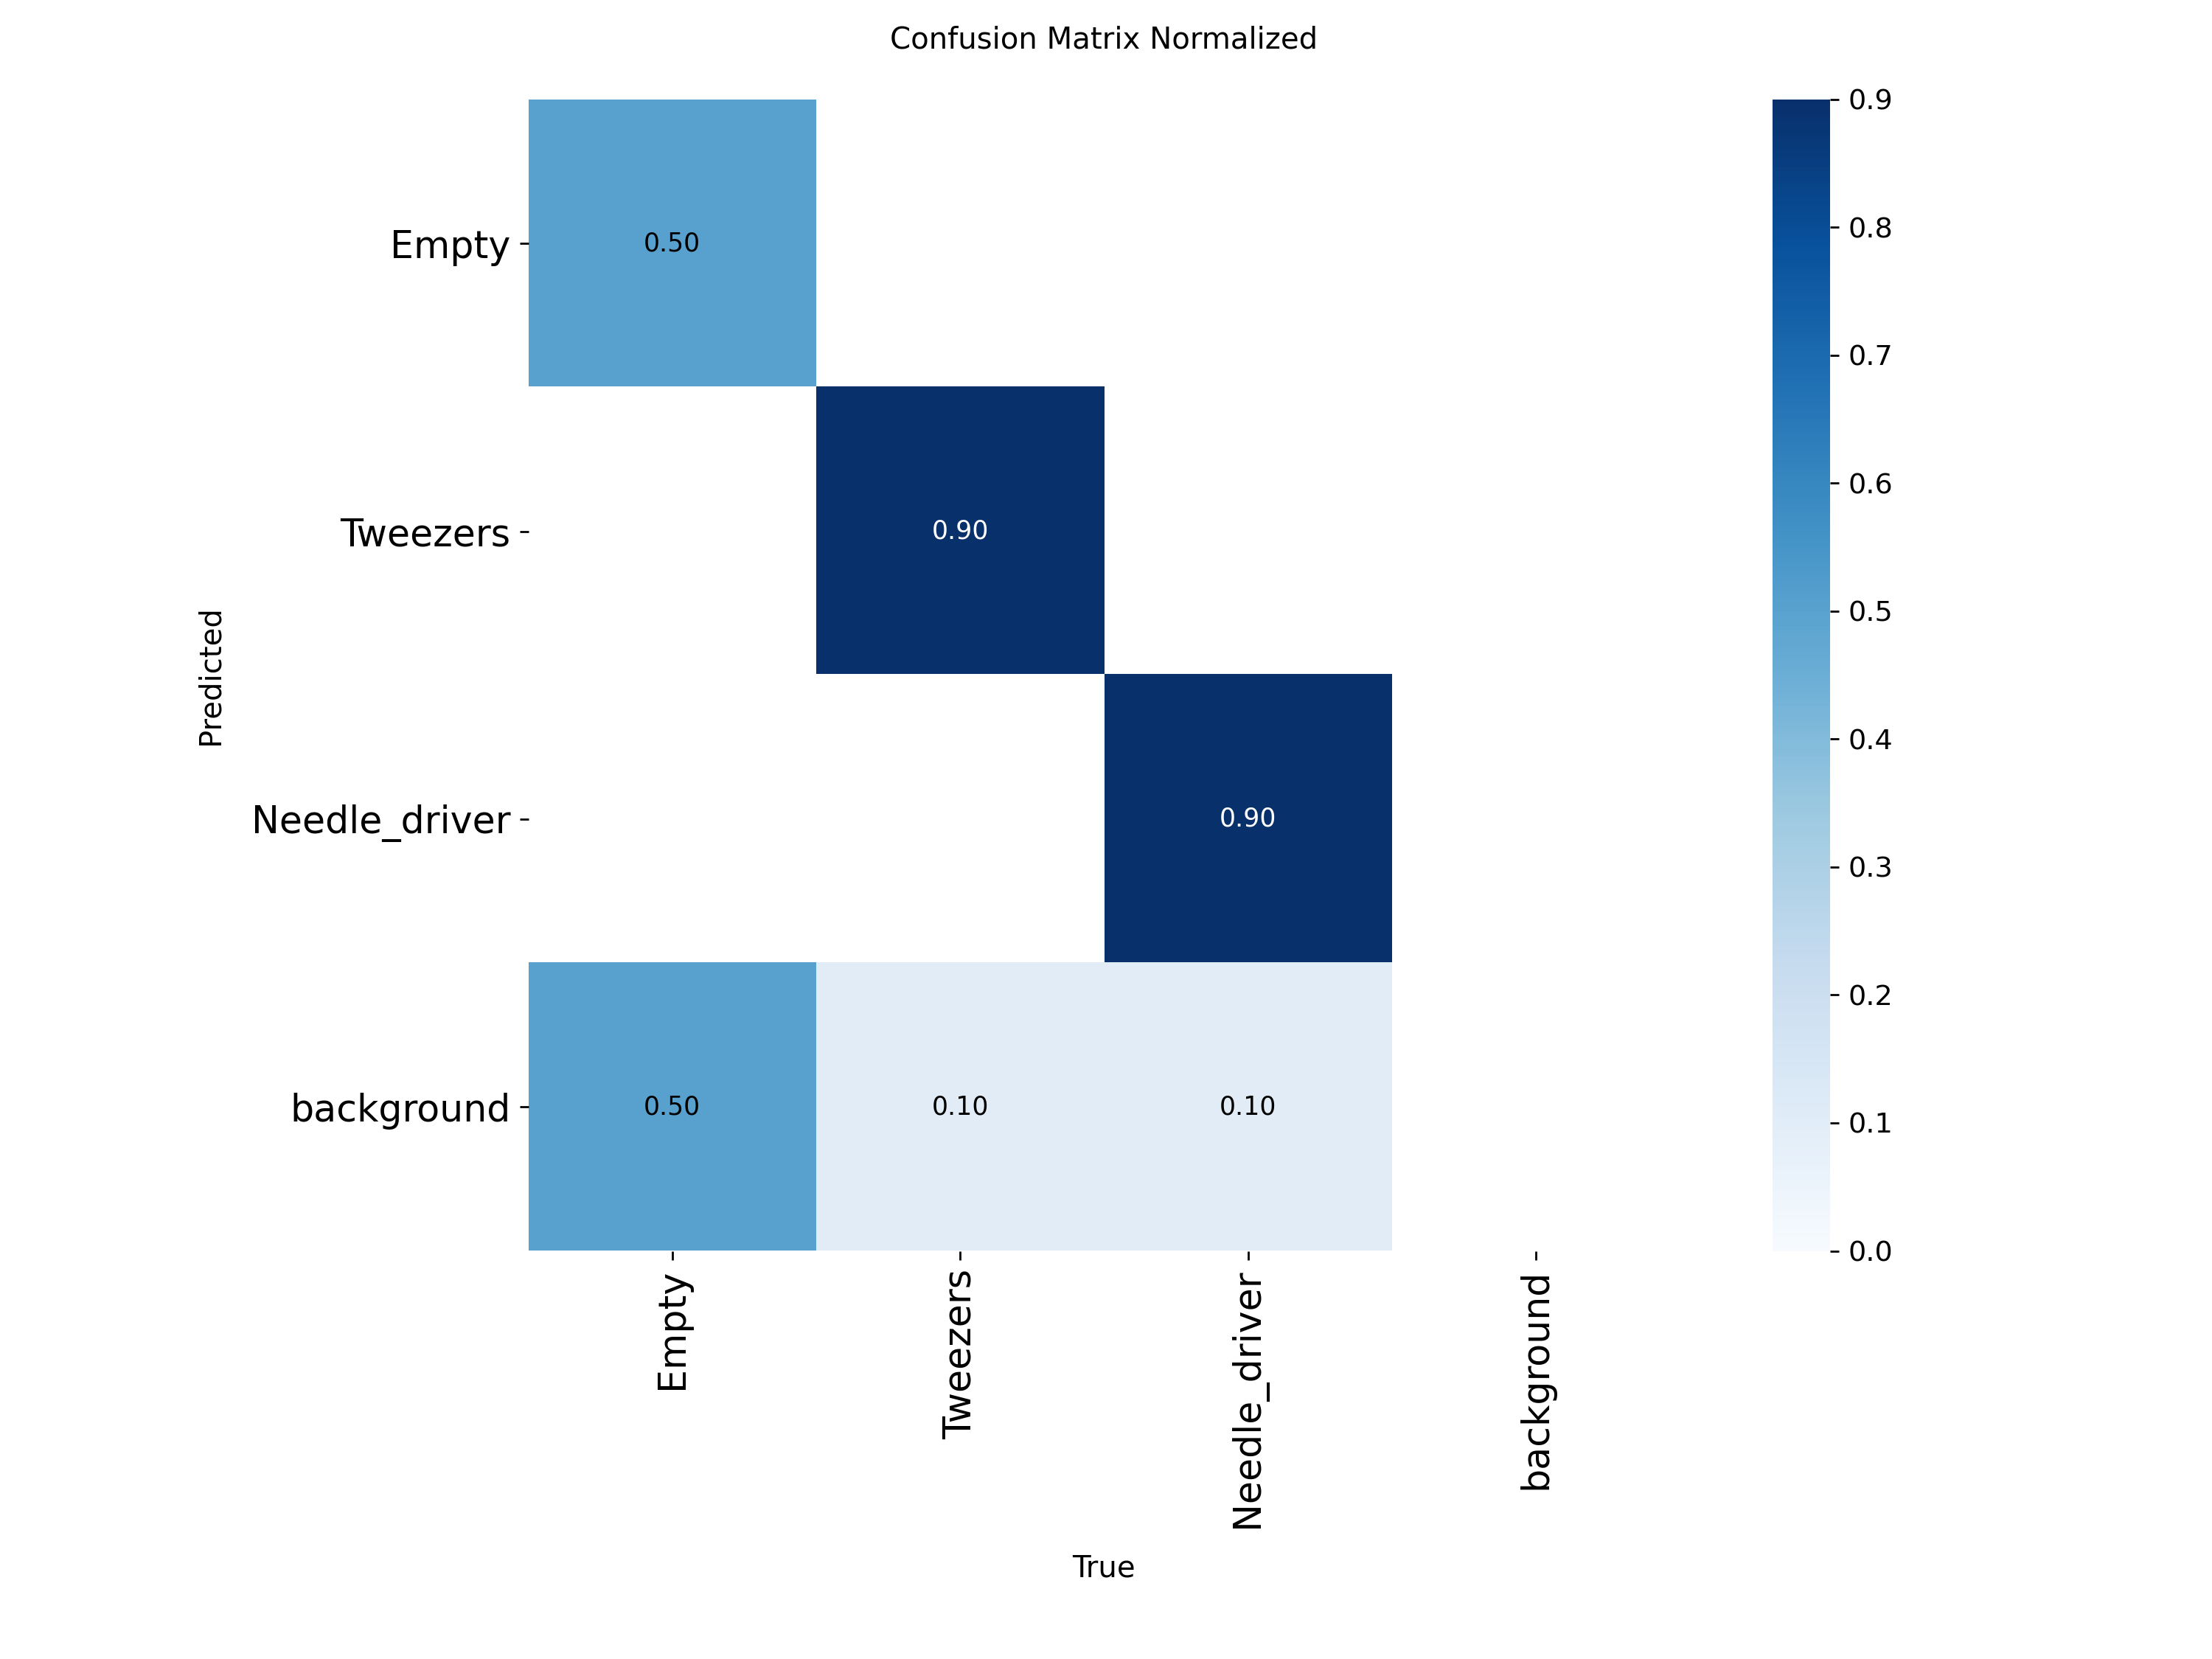 Confusion Matrix Normalized
Empty
Tweezers
Needle_driver
background
Predicted
0.50
0.90
0.90
0.50 0.10 0.10
Empty
Tweezers
Needle_driver
background
True
0.9
0.8
0.7
0.6
0.5
0.4
0.3
0.2
0.1
0.0